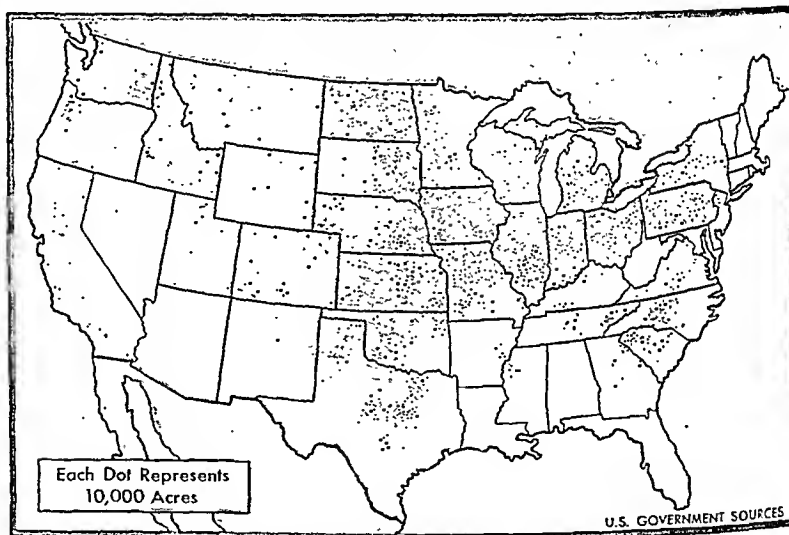 Each Dot Represents
10,000 Acres
U.S. GOVERNMENT SOURCES